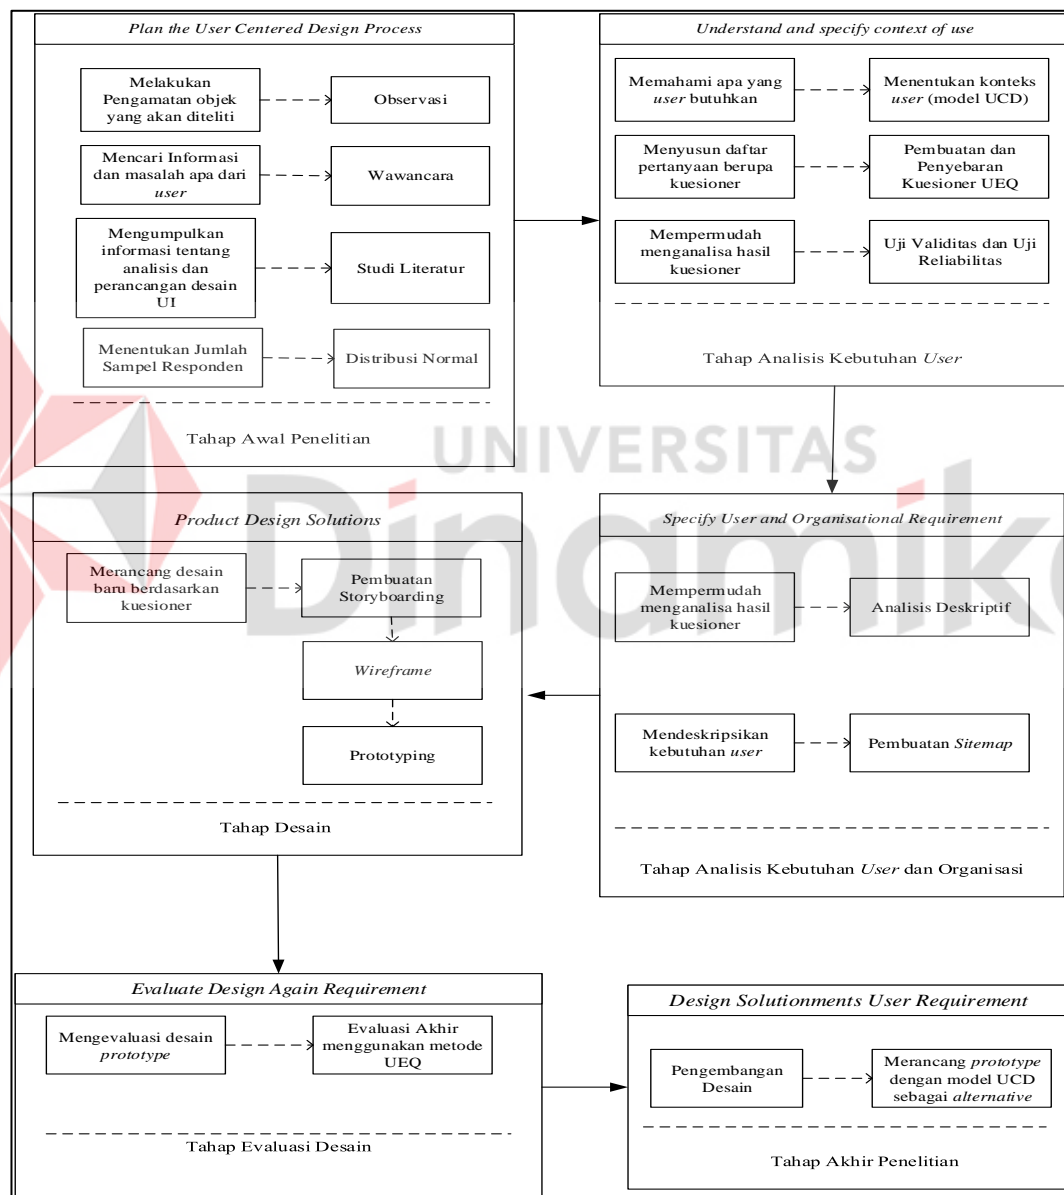 Plan the User Centered Design Process
Melakukan
Pengamatan objek
yang akan diteliti
Observasi
Mencari Informasi
dan masalah apa dari
user
Wawancara
Mengumpulkan
informasi tentang
analisis dan
perancangan desain
UI
Studi Literatur
Menentukan Jumlah
Sampel Responden
Distribusi Normal
Tahap Awal Penelitian
Understand and specify context of use
Memahami apa yang
user butuhkan
Menentukan konteks
user (model UCD)
Menyusun daftar
pertanyaan berupa
kuesioner
Pembuatan dan
Penyebaran
Kuesioner UEQ
Mempermudah
menganalisa hasil
kuesioner
Uji Validitas dan Uji
Reliabilitas
Tahap Analisis Kebutuhan User
UNIVERSITAS
Dinamika
Specify User and Organisational Requirement
Mempermudah
menganalisa hasil
kuesioner
Analisis Deskriptif
Mendeskripsikan
kebutuhan user
Pembuatan Sitemap
Tahap Analisis Kebutuhan User dan Organisasi
Product Design Solutions
Merancang desain
baru berdasarkan
kuesioner
Pembuatan
Storyboarding
Wireframe
Prototyping
Tahap Desain
Evaluate Design Again Requirement
Mengevaluasi desain
prototype
Evaluasi Akhir
menggunakan metode
UEQ
Tahap Evaluasi Desain
Design Solutionments User Requirement
Pengembangan
Desain
Merancang prototype
dengan model UCD
sebagai alternative
Tahap Akhir Penelitian